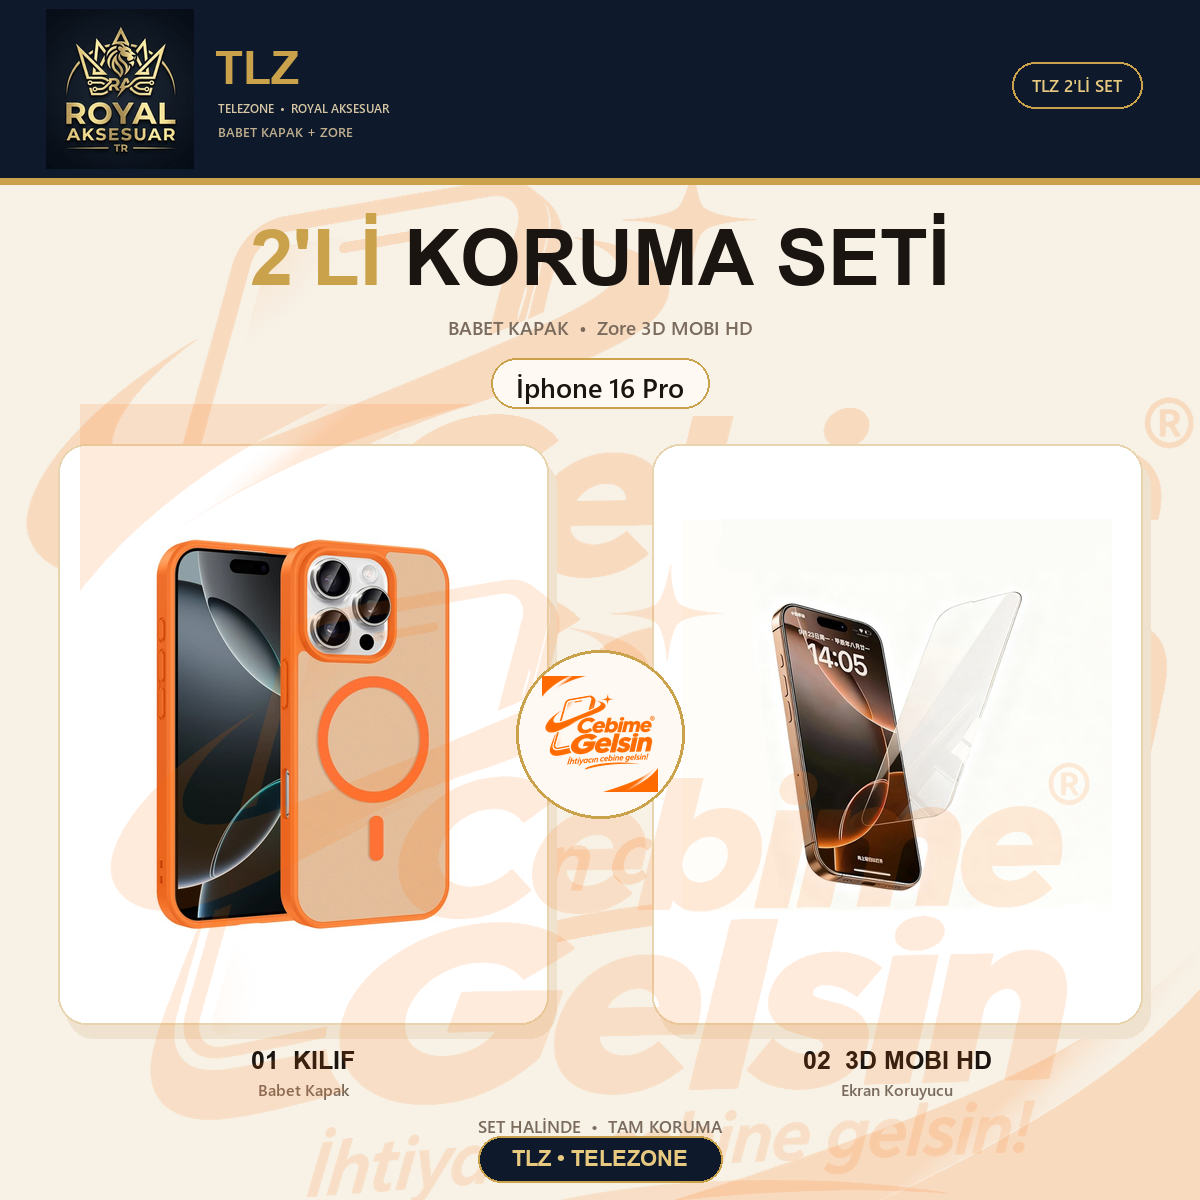 ROYAL
AKSESUAR
TR
TLZ
TELEZONE • ROYAL AKSESUAR
BABET KAPAK + ZORE
TLZ 2'Lİ SET
2'Lİ KORUMA SETİ
BABET KAPAK • Zore 3D MOBI HD
İphone 16 Pro
14:05
Cebime
Gelsin
İhtiyacın cebine gelsin!
®
Cebime
Gelsin
®
01 KILIF
Babet Kapak
02 3D MOBI HD
Ekran Koruyucu
SET HALİNDE • TAM KORUMA
TLZ • TELEZONE